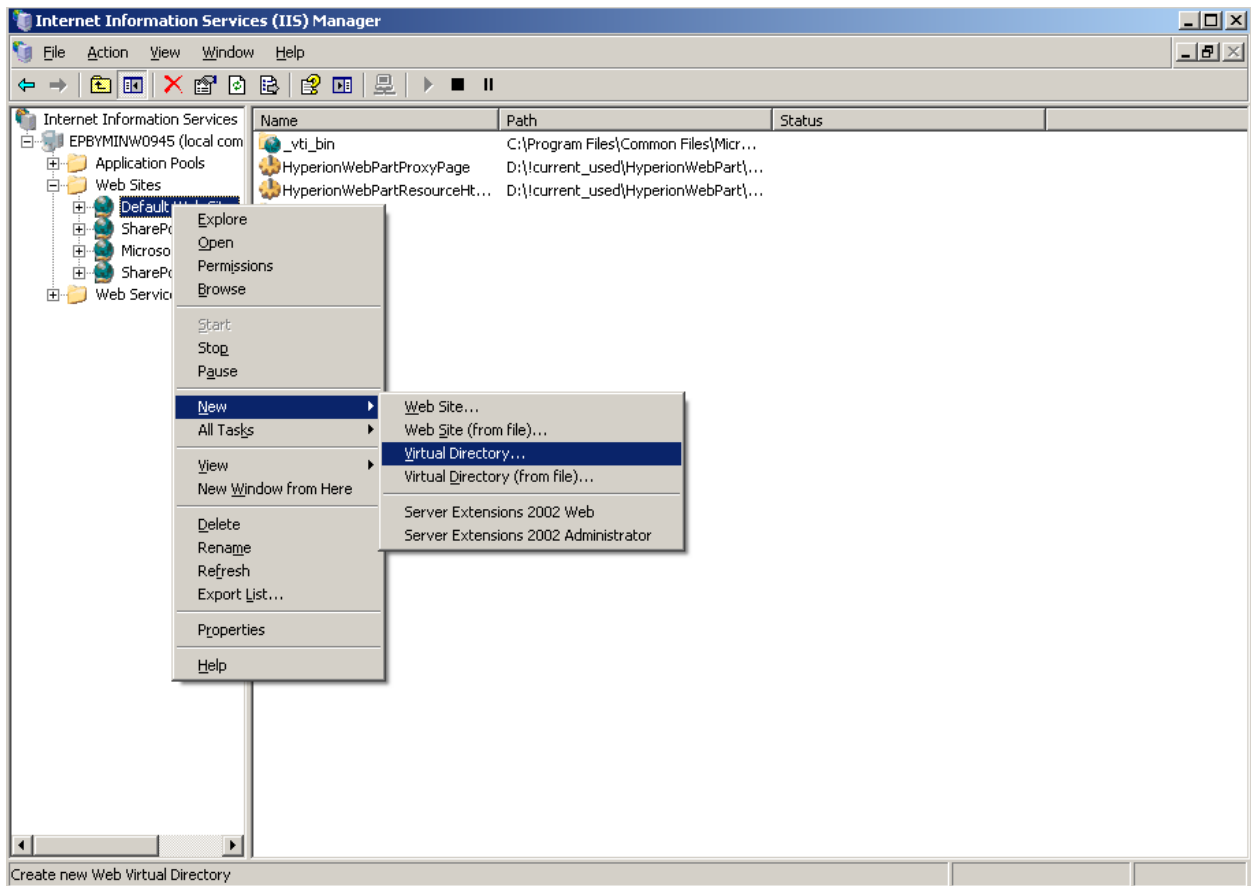 Internet Information Services (IIS) Manager
File Action View Window Help
Internet Information Services
EPBYMINW0945 (local com
Application Pools
Web Sites
Default Web Site
SharePo
Microso
SharePo
Web Servic
Name Path Status
_vti_bin C:\Program Files\Common Files\Micr...
HyperionWebPartProxyPage D:\!current_used\HyperionWebPart\...
HyperionWebPartResourceHt... D:\!current_used\HyperionWebPart\...
Explore
Open
Permissions
Browse
Start
Stop
Pause
New
All Tasks
View
New Window from Here
Delete
Rename
Refresh
Export List...
Properties
Help
Web Site...
Web Site (from file)...
Virtual Directory...
Virtual Directory (from file)...
Server Extensions 2002 Web
Server Extensions 2002 Administrator
Create new Web Virtual Directory